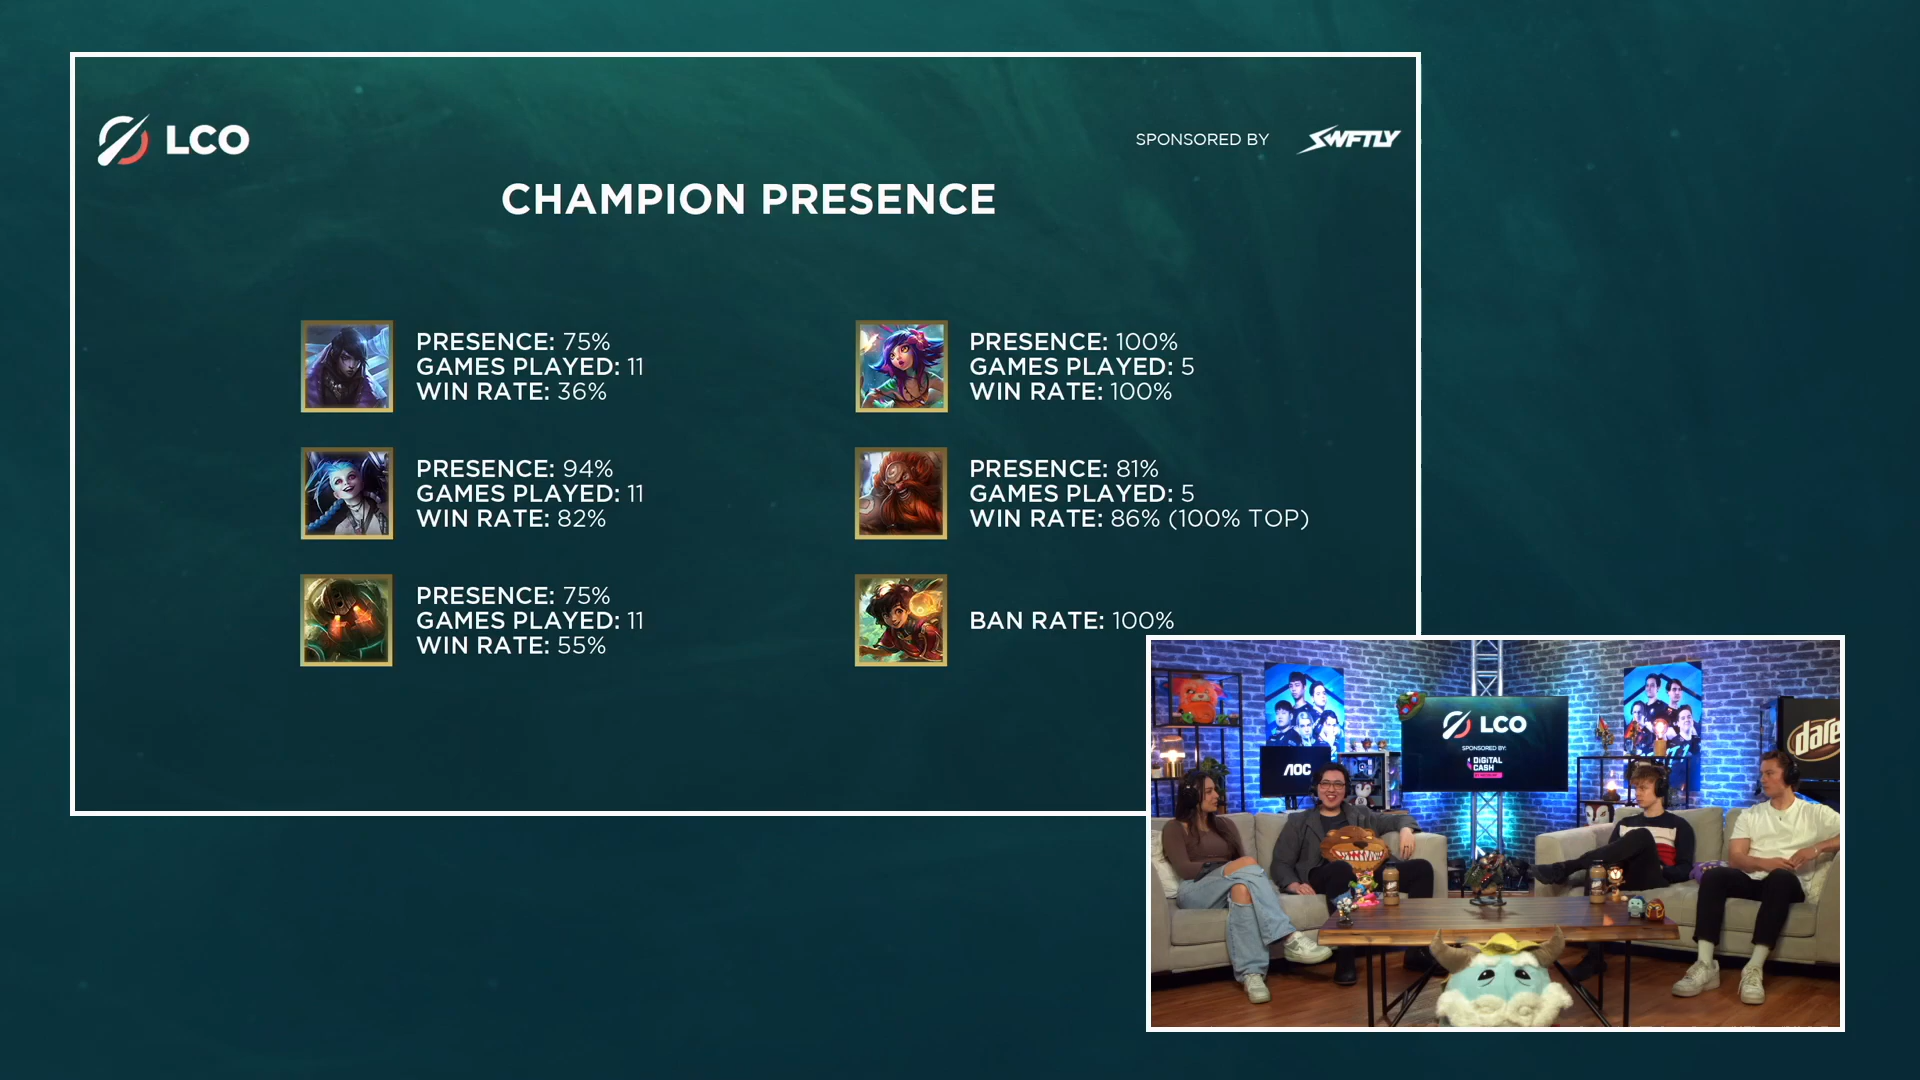 LCO
SPONSORED BY
SWFTLY
CHAMPION PRESENCE
PRESENCE: 75%
GAMES PLAYED: 11
WIN RATE: 36%
PRESENCE: 94%
GAMES PLAYED: 11
WIN RATE: 82%
PRESENCE: 75%
GAMES PLAYED: 11
WIN RATE: 55%
PRESENCE: 100%
GAMES PLAYED: 5
WIN RATE: 100%
PRESENCE: 81%
GAMES PLAYED: 5
WIN RATE: 86% (100% TOP)
BAN RATE: 100%
LCO
SPONSORED BY:
DiGiTAL
CASH
AOC
dare